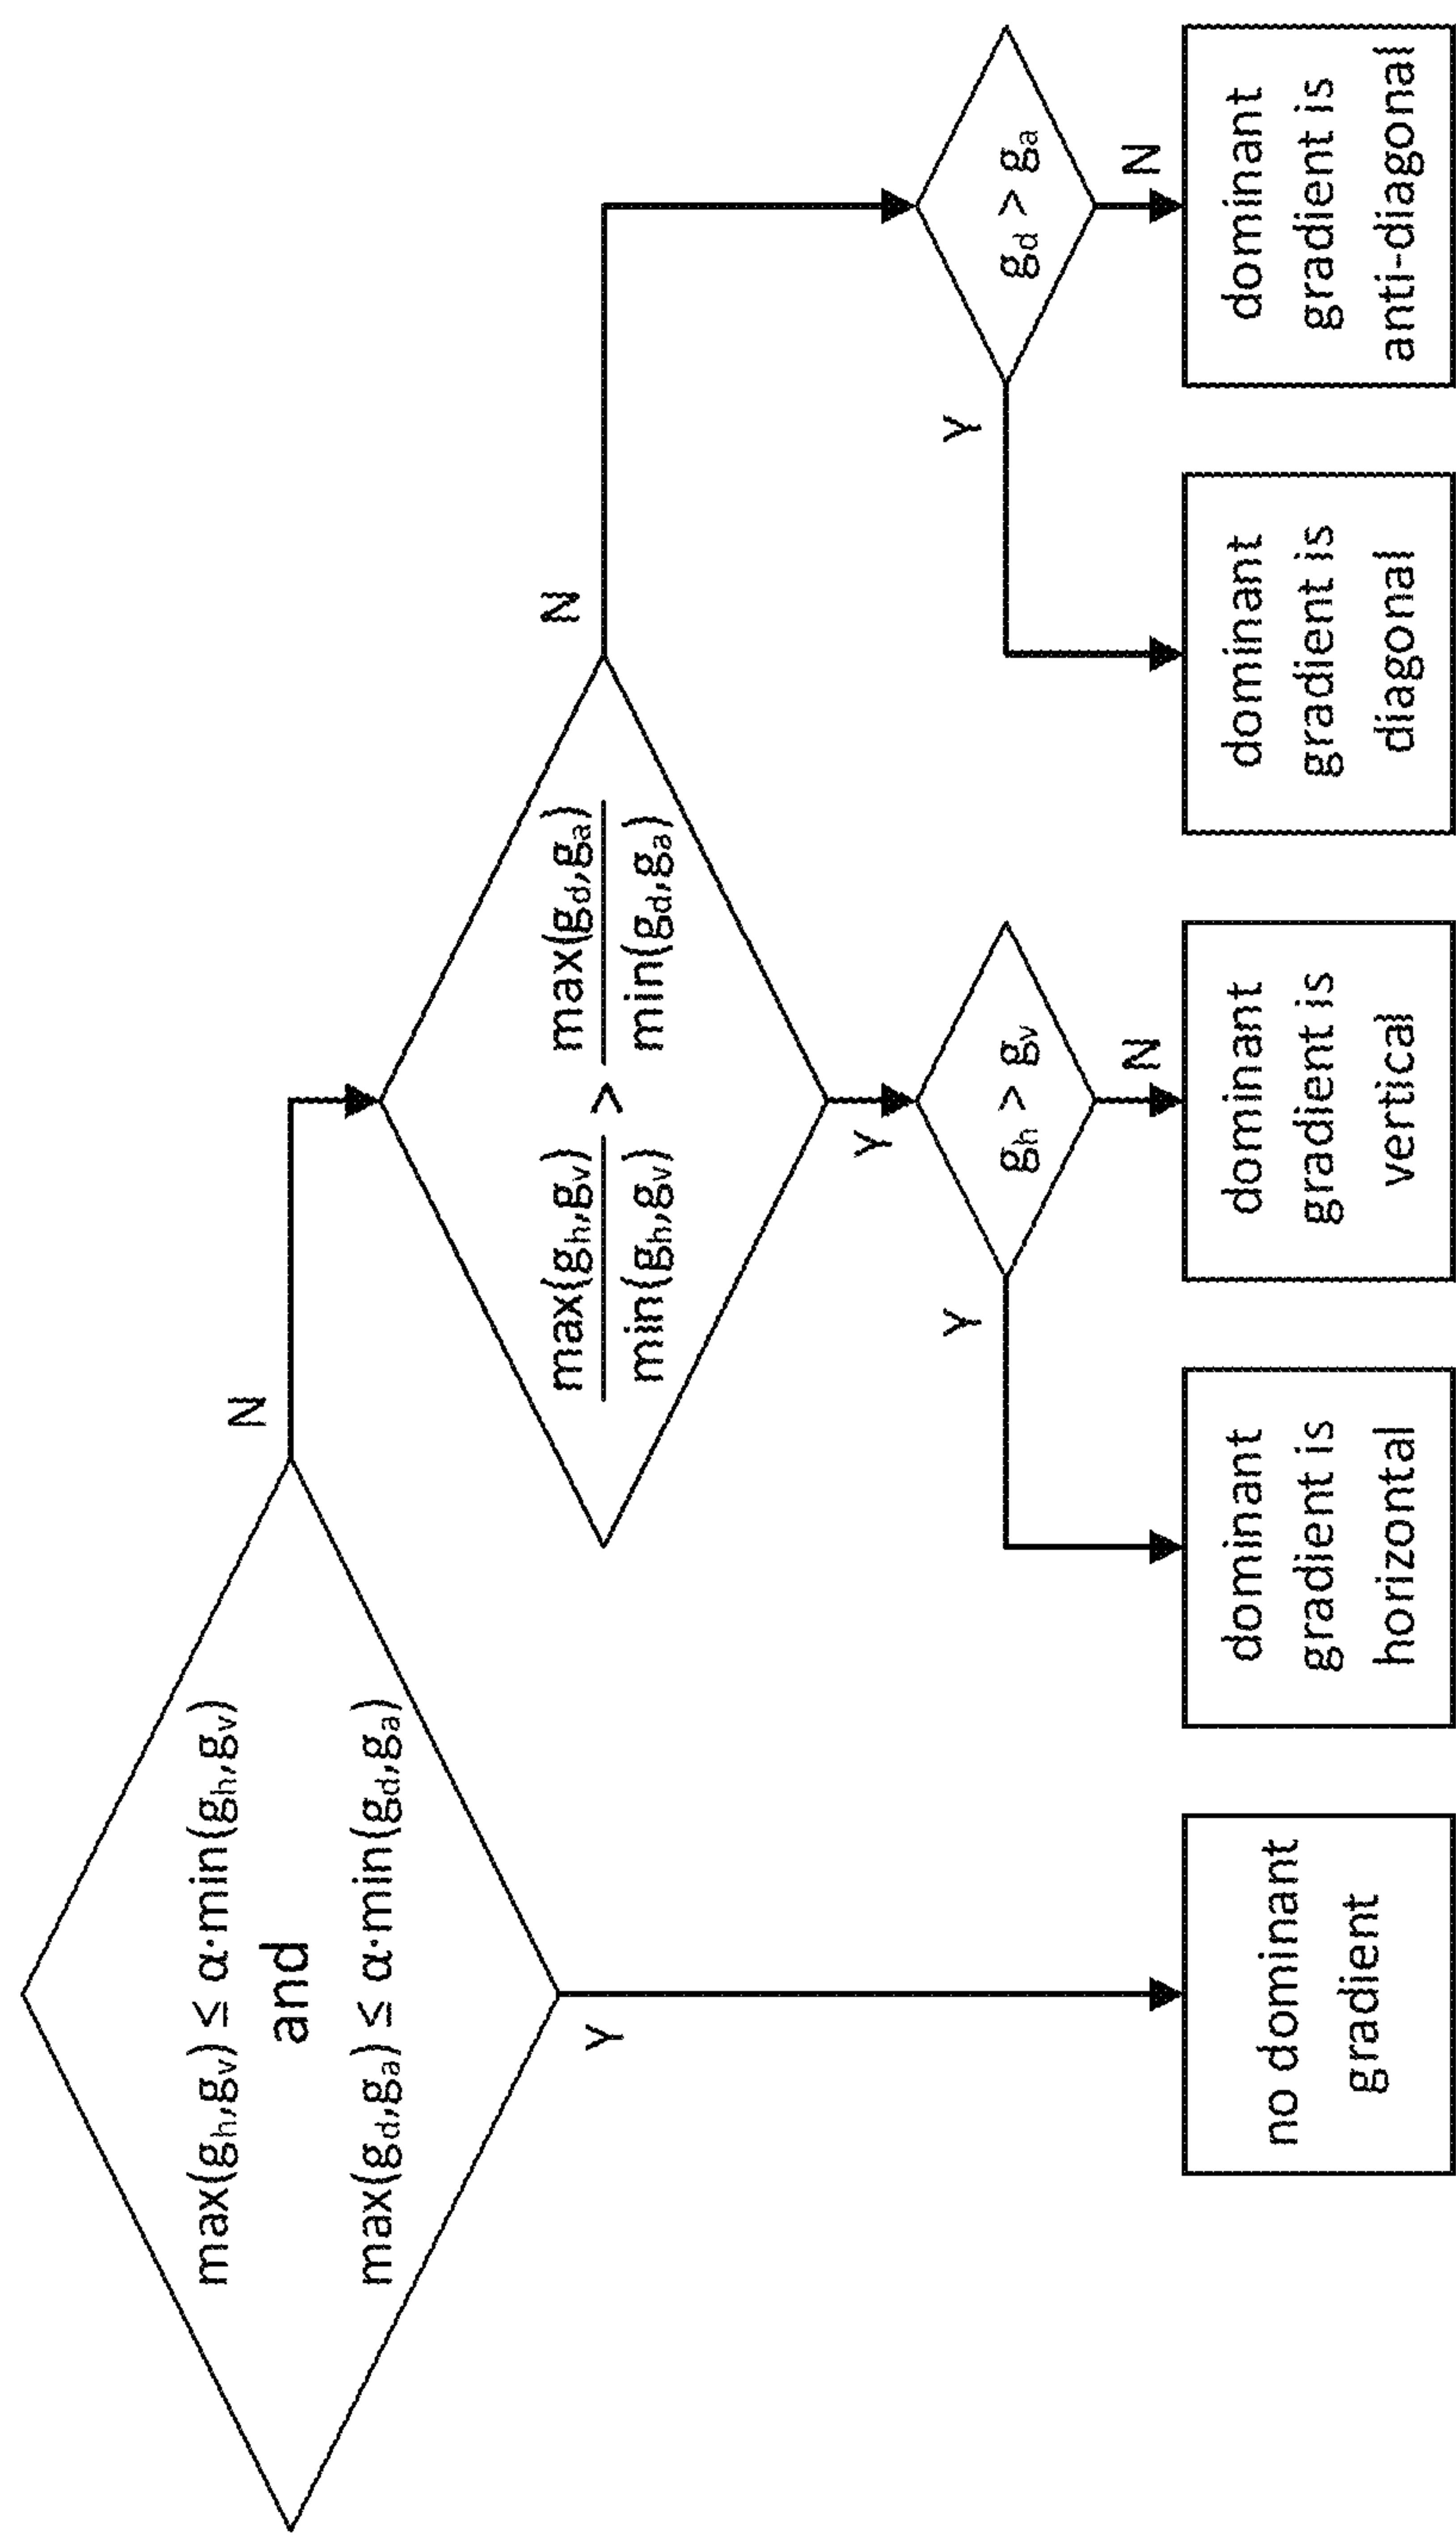 max(gh,gv) ≤ α·min(gh,gv)
and
max(gd,ga) ≤ α·min(gd,ga)
N
Y
max(gh,gv) > max(gd,ga)
min(gh,gv) min(gd,ga)
N
Y
gh > gv
Y
N
gd > ga
Y
N
no dominant
gradient
dominant
gradient is
horizontal
dominant
gradient is
vertical
dominant
gradient is
diagonal
dominant
gradient is
anti-diagonal